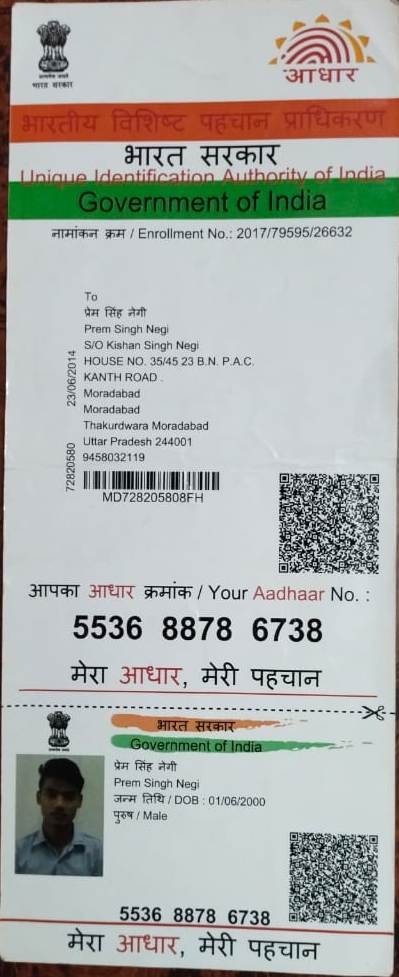 सत्यमेव जयते
भारत सरकार
आधार
भारतीय विशिष्ट पहचान प्राधिकरण
भारत सरकार
Unique Identification Authority of India
Government of India
नामांकन क्रम / Enrollment No.: 2017/79595/26632
To
प्रेम सिंह नेगी
Prem Singh Negi
S/O Kishan Singh Negi
HOUSE NO. 35/45 23 B.N. P.A.C.
KANTH ROAD .
Moradabad
Moradabad
Thakurdwara Moradabad
Uttar Pradesh 244001
9458032119
72820580 23/06/2014
MD728205808FH
आपका आधार क्रमांक / Your Aadhaar No. :
5536 8878 6738
मेरा आधार, मेरी पहचान
भारत सरकार
Government of India
प्रेम सिंह नेगी
Prem Singh Negi
जन्म तिथि / DOB : 01/06/2000
पुरुष / Male
5536 8878 6738
मेरा आधार, मेरी पहचान